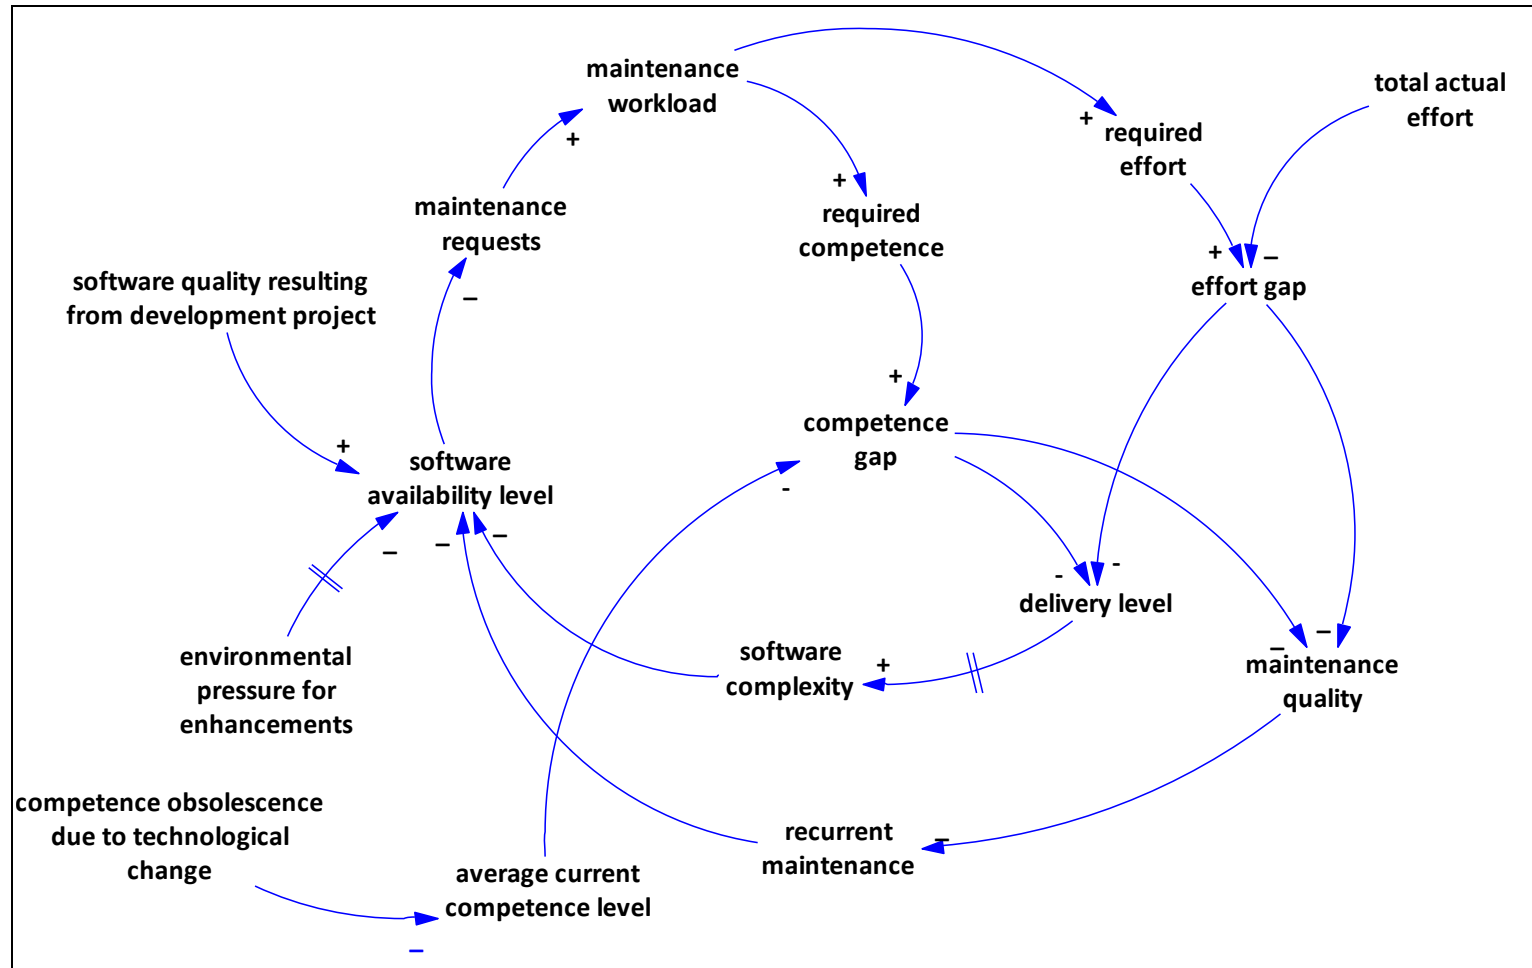 maintenance
workload
total actual
effort
+
+
required
effort
+
maintenance
requests
required
competence
+
–
effort gap
software quality resulting
from development project
–
+
competence
gap
+
software
availability level
-
–
–
–
-
-
delivery level
environmental
pressure for
enhancements
software
complexity
+
–
–
maintenance
quality
competence obsolescence
due to technological
change
recurrent
maintenance
–
average current
competence level
–